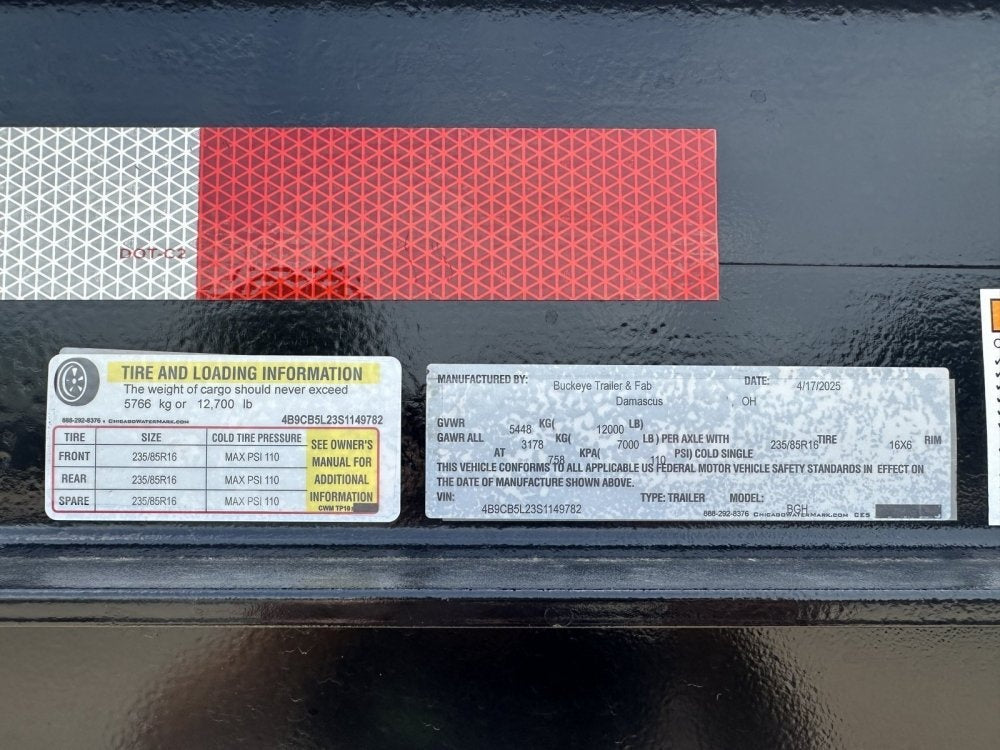 DOT-C2
TIRE AND LOADING INFORMATION
The weight of cargo should never exceed
5766 kg or 12,700 lb
888-292-8376 • CHICAGOWATERMARK.COM 4B9CB5L23S1149782
TIRE SIZE COLD TIRE PRESSURE
FRONT 235/85R16 MAX PSI 110
REAR 235/85R16 MAX PSI 110
SPARE 235/85R16 MAX PSI 110
SEE OWNER'S
MANUAL FOR
ADDITIONAL
INFORMATION
CWM TP10
MANUFACTURED BY: Buckeye Trailer & Fab DATE: 4/17/2025
Damascus , OH
GVWR 5448 KG( 12000 LB)
GAWR ALL 3178 KG( 7000 LB) PER AXLE WITH 235/85R16 TIRE 16X6 RIM
AT 758 KPA( 110 PSI) COLD SINGLE
THIS VEHICLE CONFORMS TO ALL APPLICABLE US FEDERAL MOTOR VEHICLE SAFETY STANDARDS IN EFFECT ON
THE DATE OF MANUFACTURE SHOWN ABOVE.
VIN: 4B9CB5L23S1149782 TYPE: TRAILER MODEL: BGH
888-292-8376 CHICAGOWATERMARK.COM